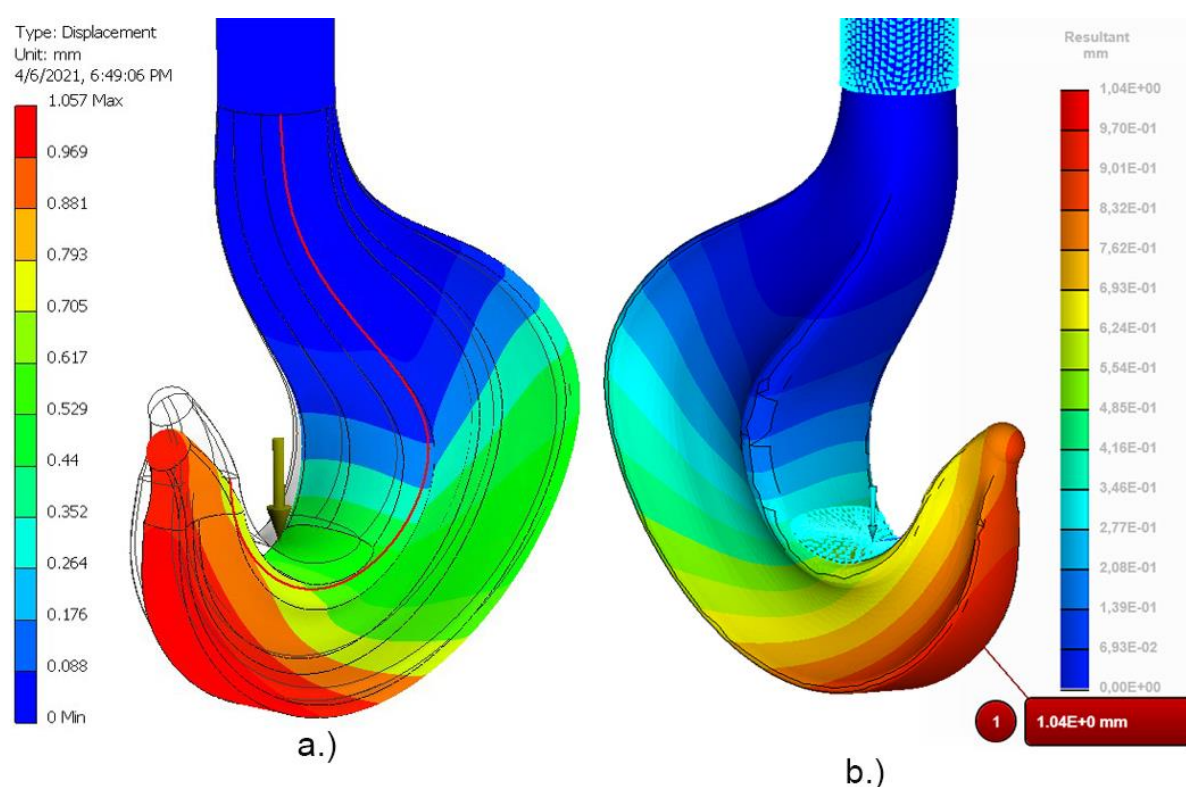 Type: Displacement
Unit: mm
4/6/2021, 6:49:06 PM
1.057 Max
0.969
0.881
0.793
0.705
0.617
0.529
0.44
0.352
0.264
0.176
0.088
0 Min
a.)
Resultant
mm
1,04E+00
9,70E-01
9,01E-01
8,32E-01
7,62E-01
6,93E-01
6,24E-01
5,54E-01
4,85E-01
4,16E-01
3,46E-01
2,77E-01
2,08E-01
1,39E-01
6,93E-02
0,00E+00
1
1.04E+0 mm
b.)